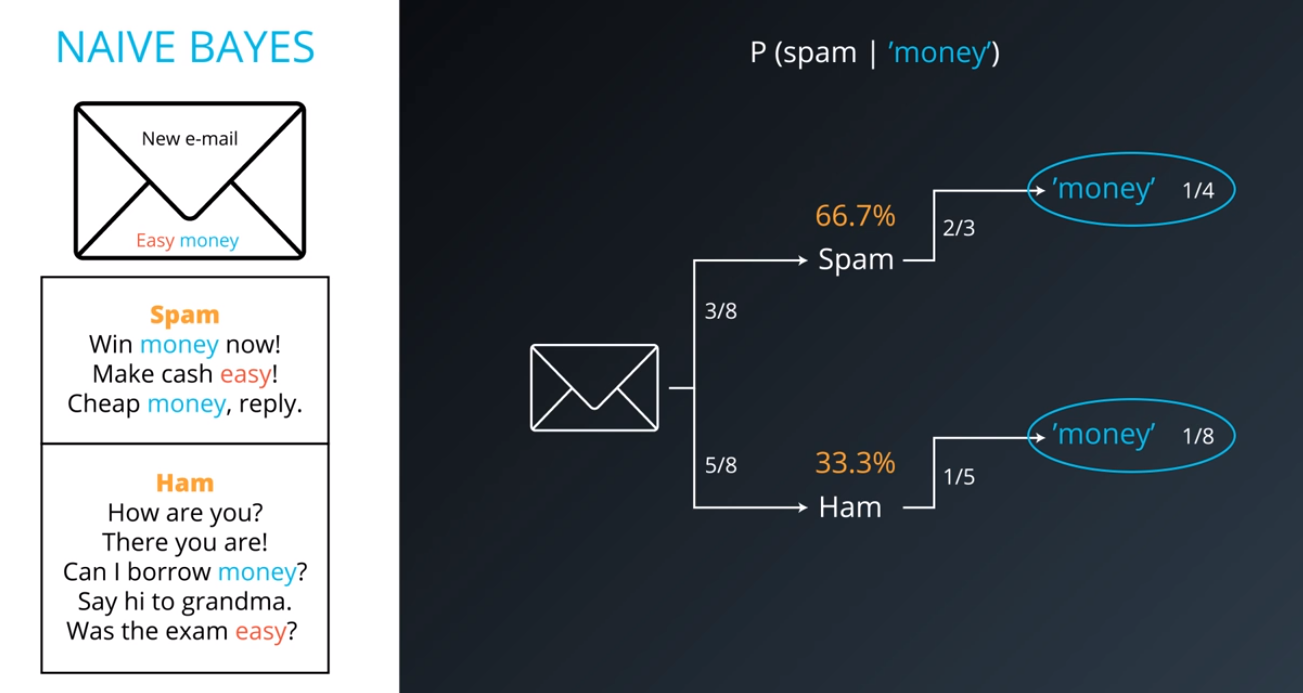 NAIVE BAYES
New e-mail
Easy money
Spam
Win money now!
Make cash easy!
Cheap money, reply.
Ham
How are you?
There you are!
Can I borrow money?
Say hi to grandma.
Was the exam easy?
P (spam | ’money’)
’money’ 1/4
66.7%
2/3
Spam
3/8
’money’ 1/8
33.3%
5/8
1/5
Ham